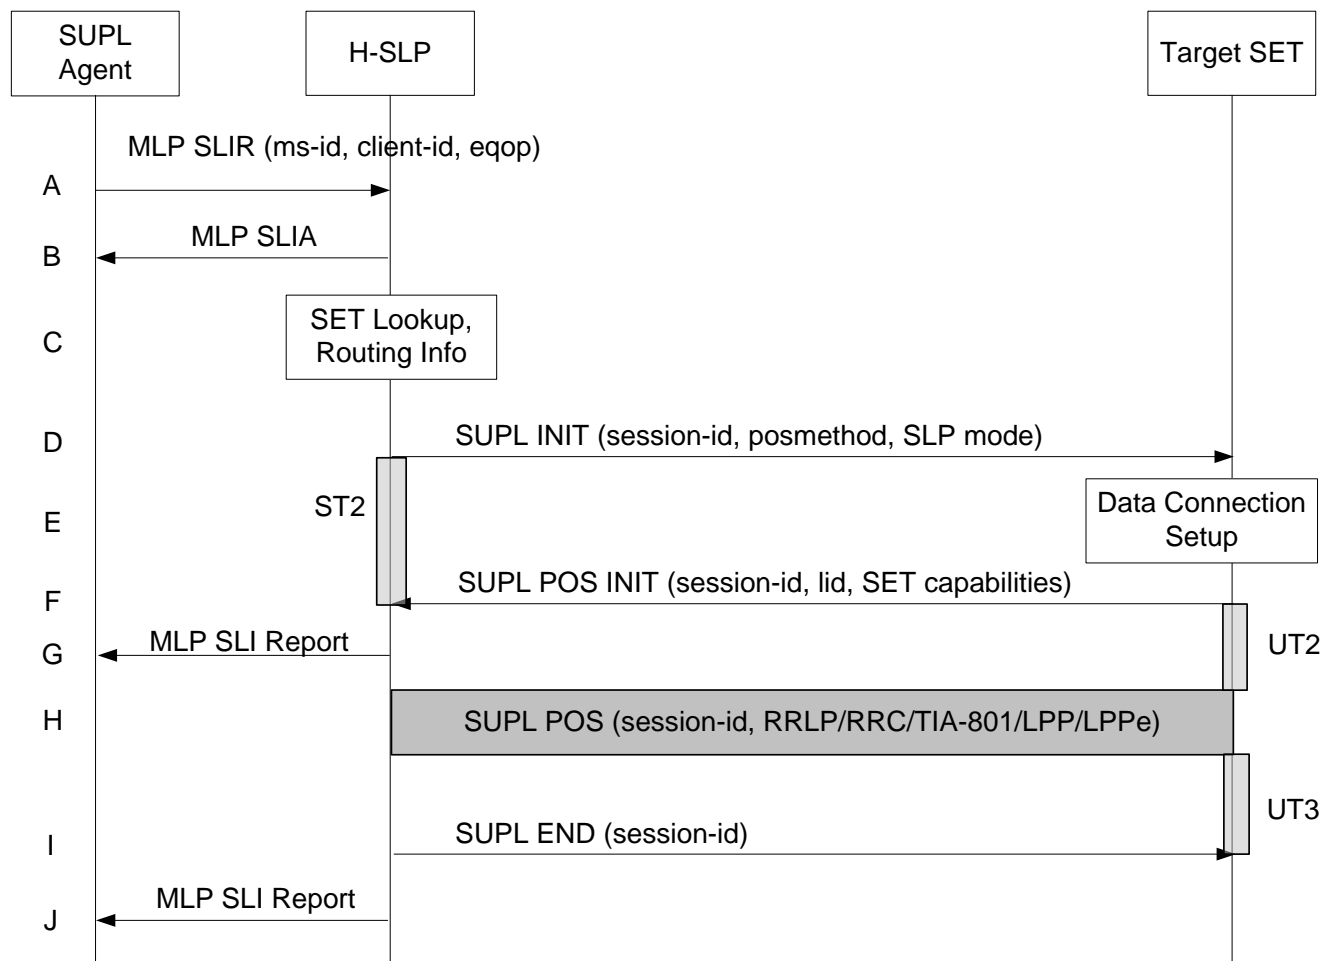 SUPL
Agent
H-SLP
Target SET
MLP SLIR (ms-id, client-id, eqop)
A
MLP SLIA
B
SET Lookup,
Routing Info
C
SUPL INIT (session-id, posmethod, SLP mode)
D
ST2
Data Connection
Setup
E
SUPL POS INIT (session-id, lid, SET capabilities)
F
MLP SLI Report
G
UT2
H
SUPL POS (session-id, RRLP/RRC/TIA-801/LPP/LPPe)
UT3
SUPL END (session-id)
I
MLP SLI Report
J